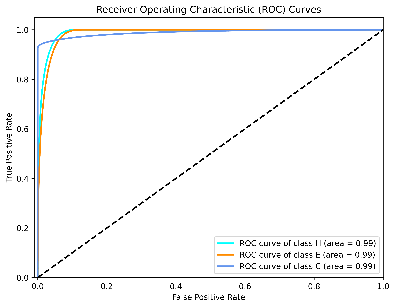 Receiver Operating Characteristic (ROC) Curves
True Positive Rate
1.0
0.8
0.6
0.4
0.2
0.0
ROC curve of class H (area = 0.99)
ROC curve of class E (area = 0.99)
ROC curve of class C (area = 0.99)
0.0 0.2 0.4 0.6 0.8 1.0
False Positive Rate